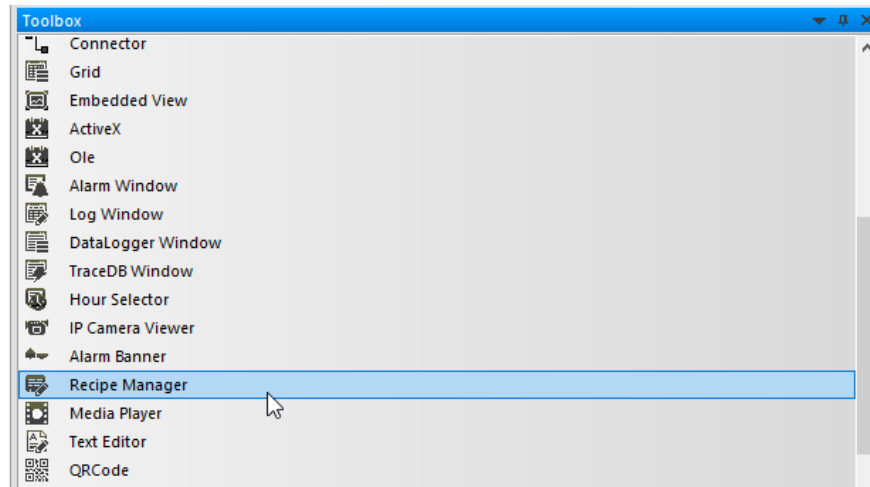 Toolbox
Connector
Grid
Embedded View
ActiveX
Ole
Alarm Window
Log Window
DataLogger Window
TraceDB Window
Hour Selector
IP Camera Viewer
Alarm Banner
Recipe Manager
Media Player
Text Editor
QRCode